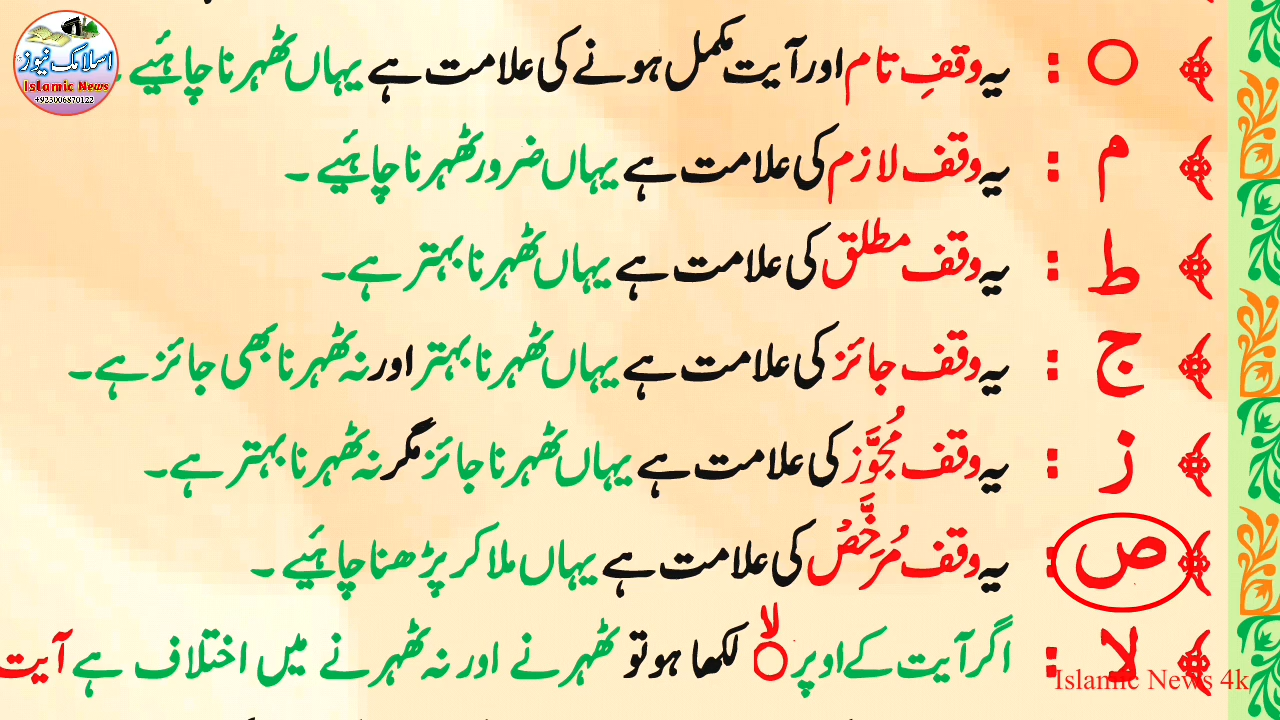 اسلامک نیوز
Islamic News
+923006870122
○ : یہ وقفِ تام اور آیت مکمل ہونے کی علامت ہے یہاں ٹھہرنا چاہئیے ۔
م : یہ وقف لازم کی علامت ہے یہاں ضرور ٹھہرنا چاہئیے ۔
ط : یہ وقف مطلق کی علامت ہے یہاں ٹھہرنا بہتر ہے۔
ج : یہ وقف جائز کی علامت ہے یہاں ٹھہرنا بہتر اور نہ ٹھہرنا بھی جائز ہے۔
ز : یہ وقف مُجَوَّز کی علامت ہے یہاں ٹھہرنا جائز مگر نہ ٹھہرنا بہتر ہے۔
ص : یہ وقف مُرَخَّصْ کی علامت ہے یہاں ملا کر پڑھنا چاہئیے ۔
لا : اگر آیت کے اوپر لا○ لکھا ہو تو ٹھہرنے اور نہ ٹھہرنے میں اختلاف ہے آیت
Islamic News 4k